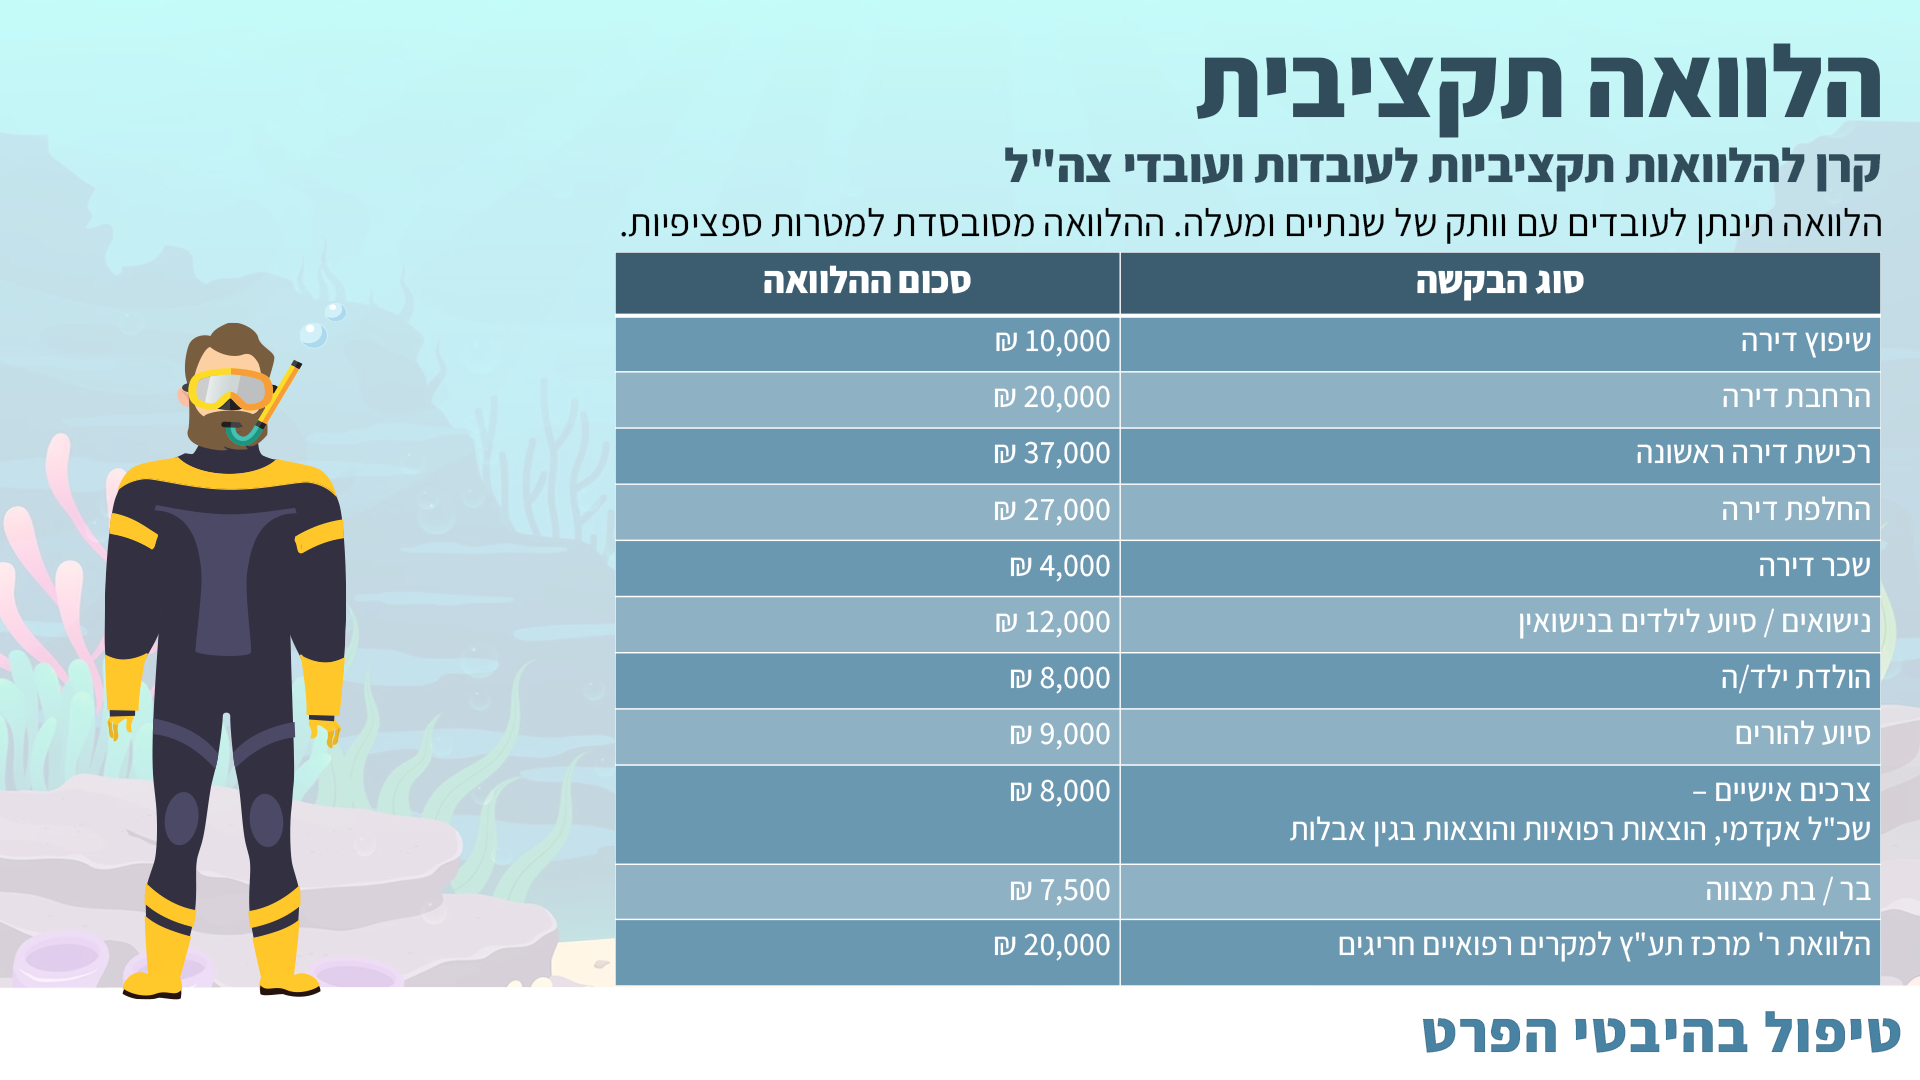 הלוואה תקציבית
קרן להלוואות תקציביות לעובדות ועובדי צה"ל
הלוואה תינתן לעובדים עם וותק של שנתיים ומעלה. ההלוואה מסובסדת למטרות ספציפיות.
סוג הבקשה סכום ההלוואה
שיפוץ דירה 10,000 ₪
הרחבת דירה 20,000 ₪
רכישת דירה ראשונה 37,000 ₪
החלפת דירה 27,000 ₪
שכר דירה 4,000 ₪
נישואים / סיוע לילדים בנישואין 12,000 ₪
הולדת ילד/ה 8,000 ₪
סיוע להורים 9,000 ₪
צרכים אישיים – 8,000 ₪
שכ"ל אקדמי, הוצאות רפואיות והוצאות בגין אבלות
בר / בת מצווה 7,500 ₪
הלוואת ר' מרכז תע"ץ למקרים רפואיים חריגים 20,000 ₪
טיפול בהיבטי הפרט